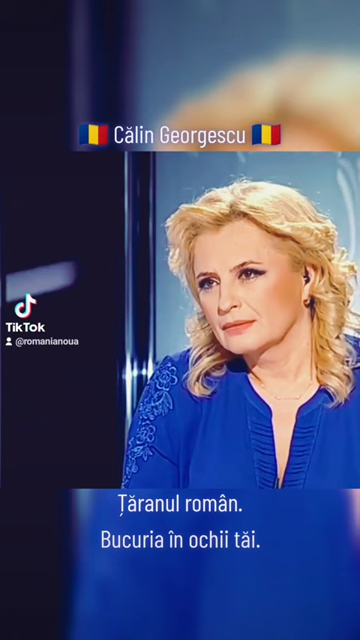 🇷🇴 Călin Georgescu 🇷🇴
TikTok
@romanianoua
Țăranul român.
Bucuria în ochii tăi.